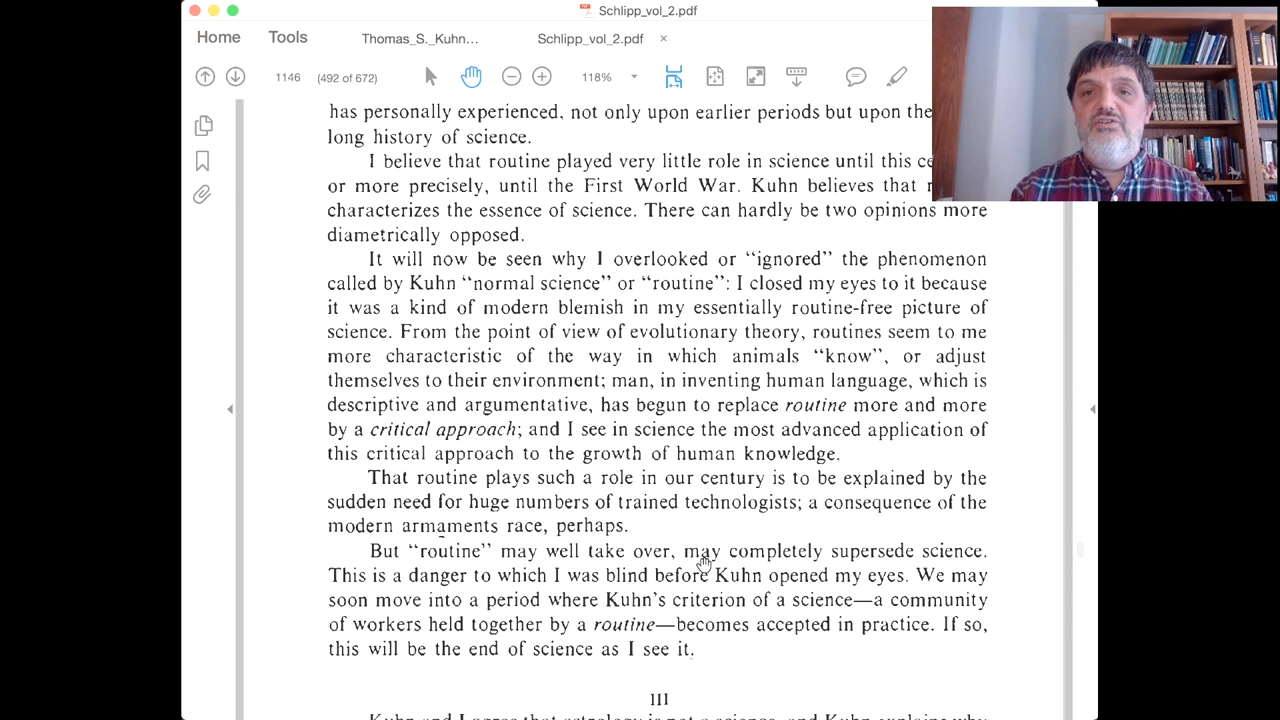 Schlipp_vol_2.pdf
Home Tools Thomas_S._Kuhn... Schlipp_vol_2.pdf ×
1146 (492 of 672) 118%
has personally experienced, not only upon earlier periods but upon the
long history of science.
I believe that routine played very little role in science until this
or more precisely, until the First World War. Kuhn believes that
characterizes the essence of science. There can hardly be two opinions more
diametrically opposed.
It will now be seen why I overlooked or “ignored” the phenomenon
called by Kuhn “normal science” or “routine”: I closed my eyes to it because
it was a kind of modern blemish in my essentially routine-free picture of
science. From the point of view of evolutionary theory, routines seem to me
more characteristic of the way in which animals “know”, or adjust
themselves to their environment; man, in inventing human language, which is
descriptive and argumentative, has begun to replace routine more and more
by a critical approach; and I see in science the most advanced application of
this critical approach to the growth of human knowledge.
That routine plays such a role in our century is to be explained by the
sudden need for huge numbers of trained technologists; a consequence of the
modern armaments race, perhaps.
But “routine” may well take over, may completely supersede science.
This is a danger to which I was blind before Kuhn opened my eyes. We may
soon move into a period where Kuhn’s criterion of a science—a community
of workers held together by a routine—becomes accepted in practice. If so,
this will be the end of science as I see it.
III
Kuhn and I agree that astrology is not a science, and Kuhn explains why